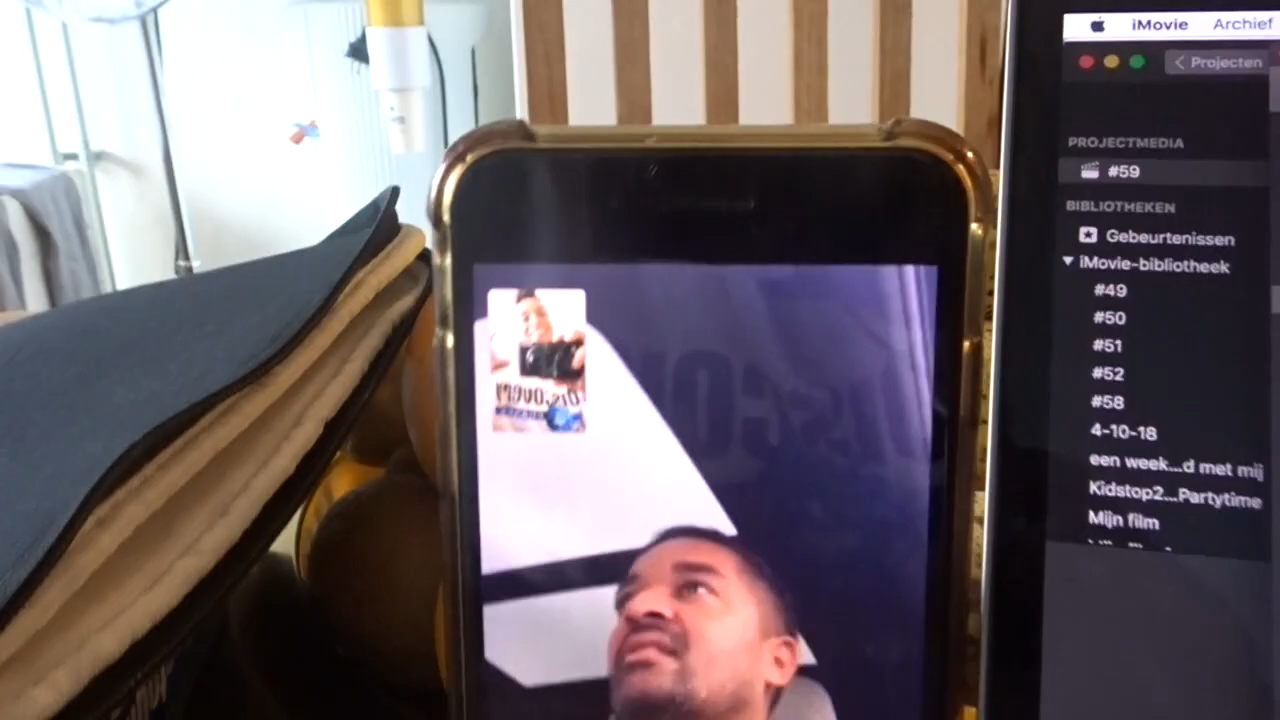 iMovie Archief
Projecten
PROJECTMEDIA
#59
BIBLIOTHEKEN
Gebeurtenissen
iMovie-bibliotheek
#49
#50
#51
#52
#58
4-10-18
een week...d met mij
Kidstop2...Partytime
Mijn film